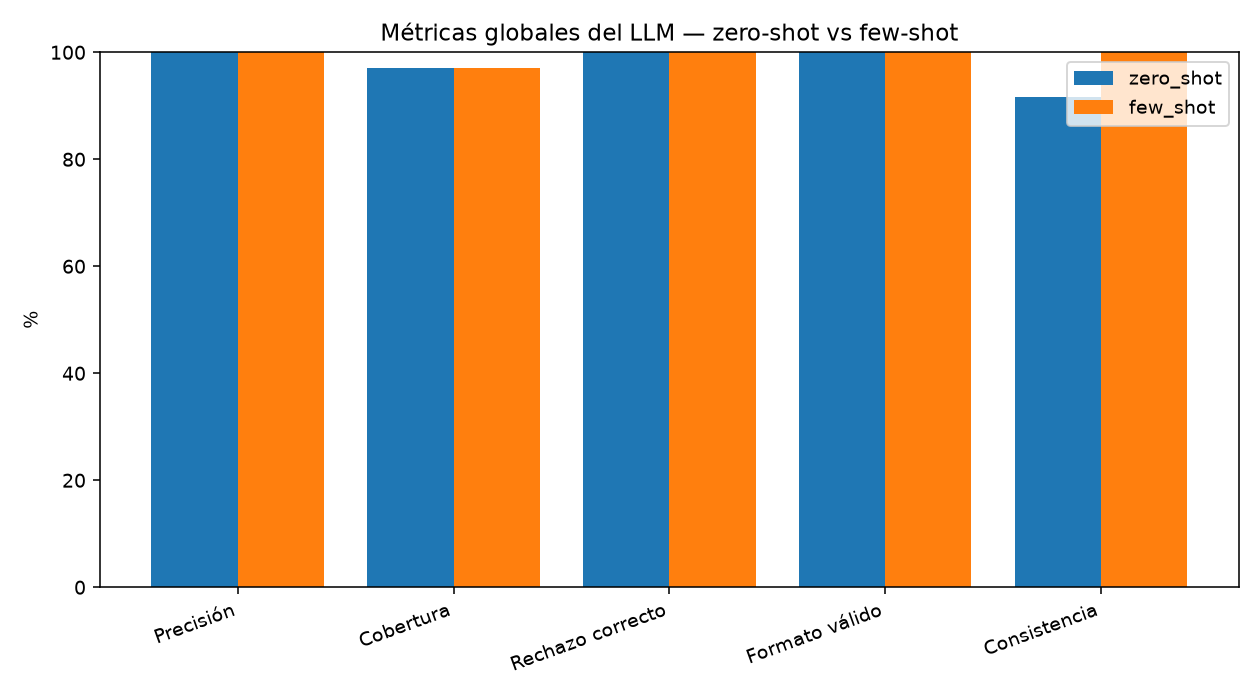 Métricas globales del LLM — zero-shot vs few-shot
100
80
60
40
20
0
%
zero_shot
few_shot
Precisión
Cobertura
Rechazo correcto
Formato válido
Consistencia